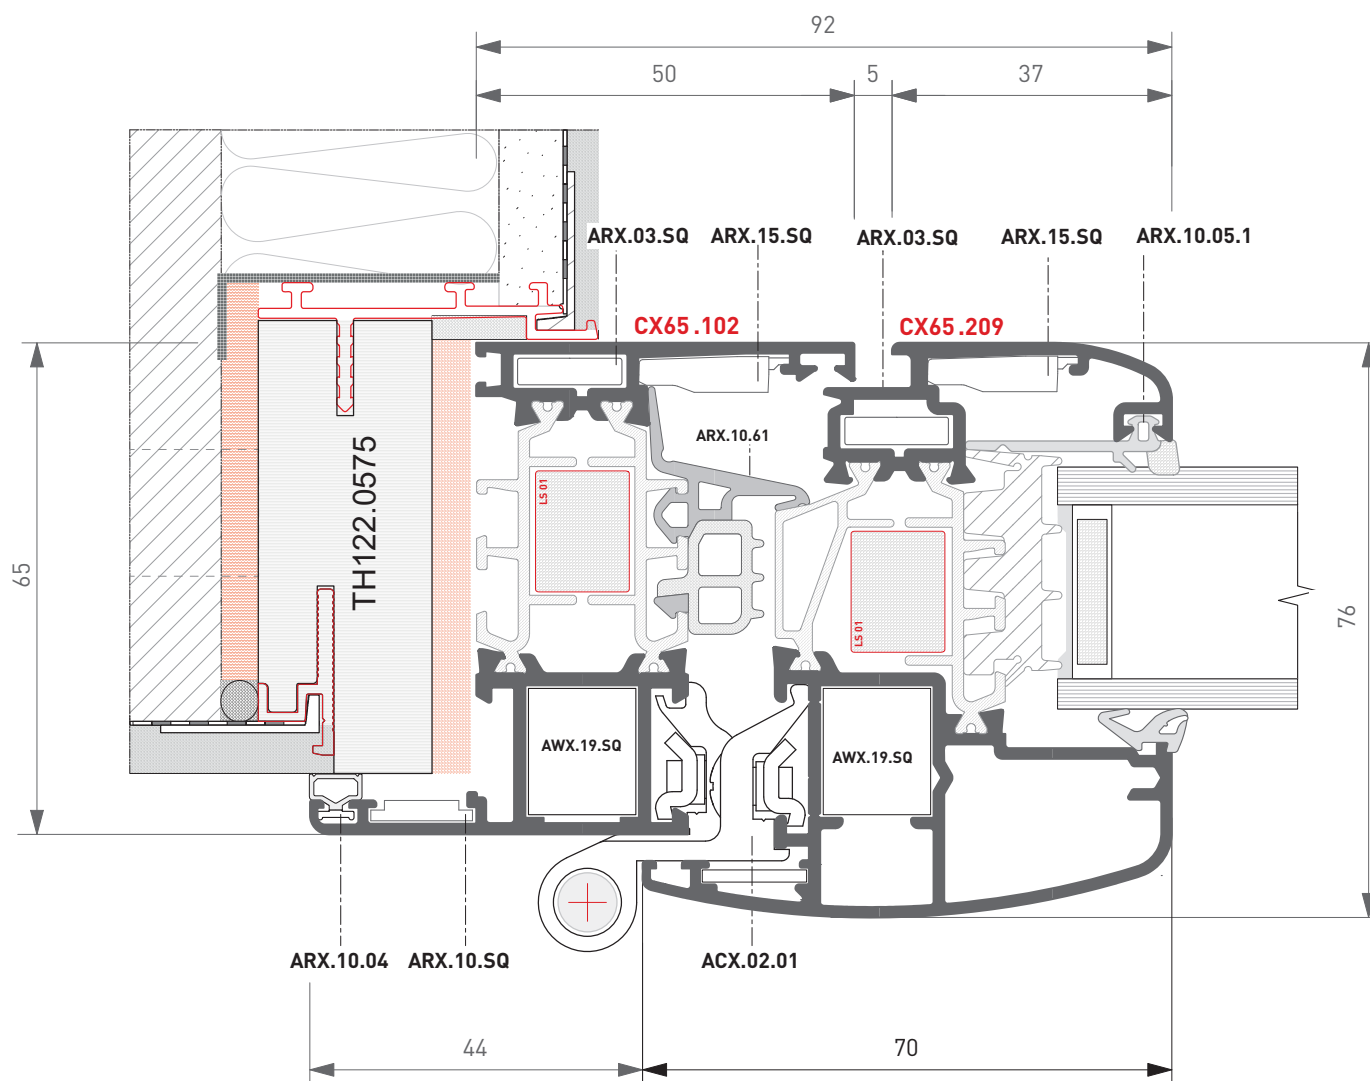 92
50 5 37
ARX.03.SQ ARX.15.SQ ARX.03.SQ ARX.15.SQ ARX.10.05.1
CX65.102 CX65.209
ARX.10.61
TH122.0575
LS 01
LS 01
65
76
AWX.19.SQ AWX.19.SQ
ARX.10.04 ARX.10.SQ ACX.02.01
44 70